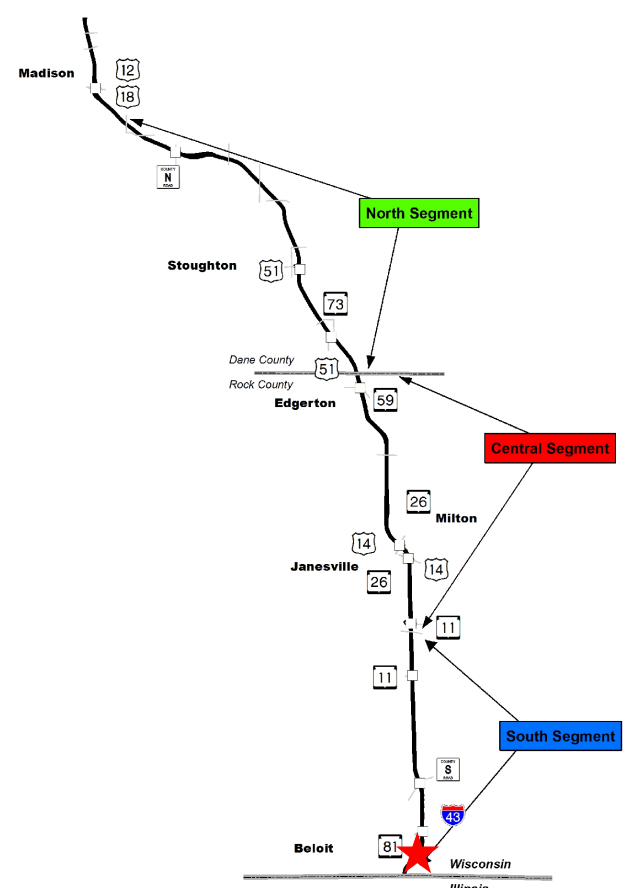 Madison
12
18
COUNTY
N
ROAD
North Segment
Stoughton
51
73
Dane County
51
Rock County
Edgerton
59
Central Segment
26
Milton
14
Janesville
14
26
11
11
South Segment
COUNTY
S
ROAD
43
Beloit
81
Wisconsin
Illinois